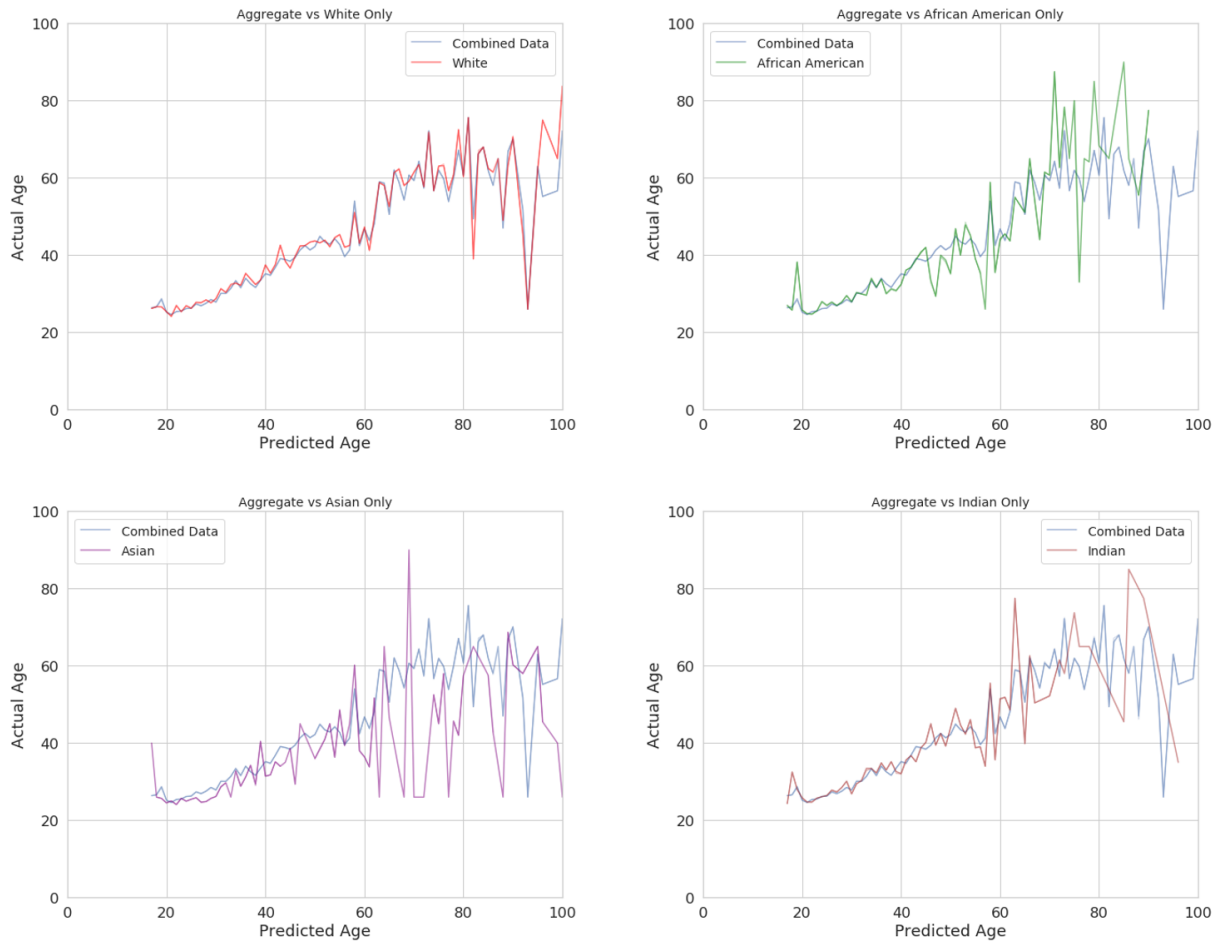 Aggregate vs White Only
100
80
60
40
20
0
Actual Age
Combined Data
White
0 20 40 60 80 100
Predicted Age
Aggregate vs African American Only
100
80
60
40
20
0
Actual Age
Combined Data
African American
0 20 40 60 80 100
Predicted Age
Aggregate vs Asian Only
100
80
60
40
20
0
Actual Age
Combined Data
Asian
0 20 40 60 80 100
Predicted Age
Aggregate vs Indian Only
100
80
60
40
20
0
Actual Age
Combined Data
Indian
0 20 40 60 80 100
Predicted Age